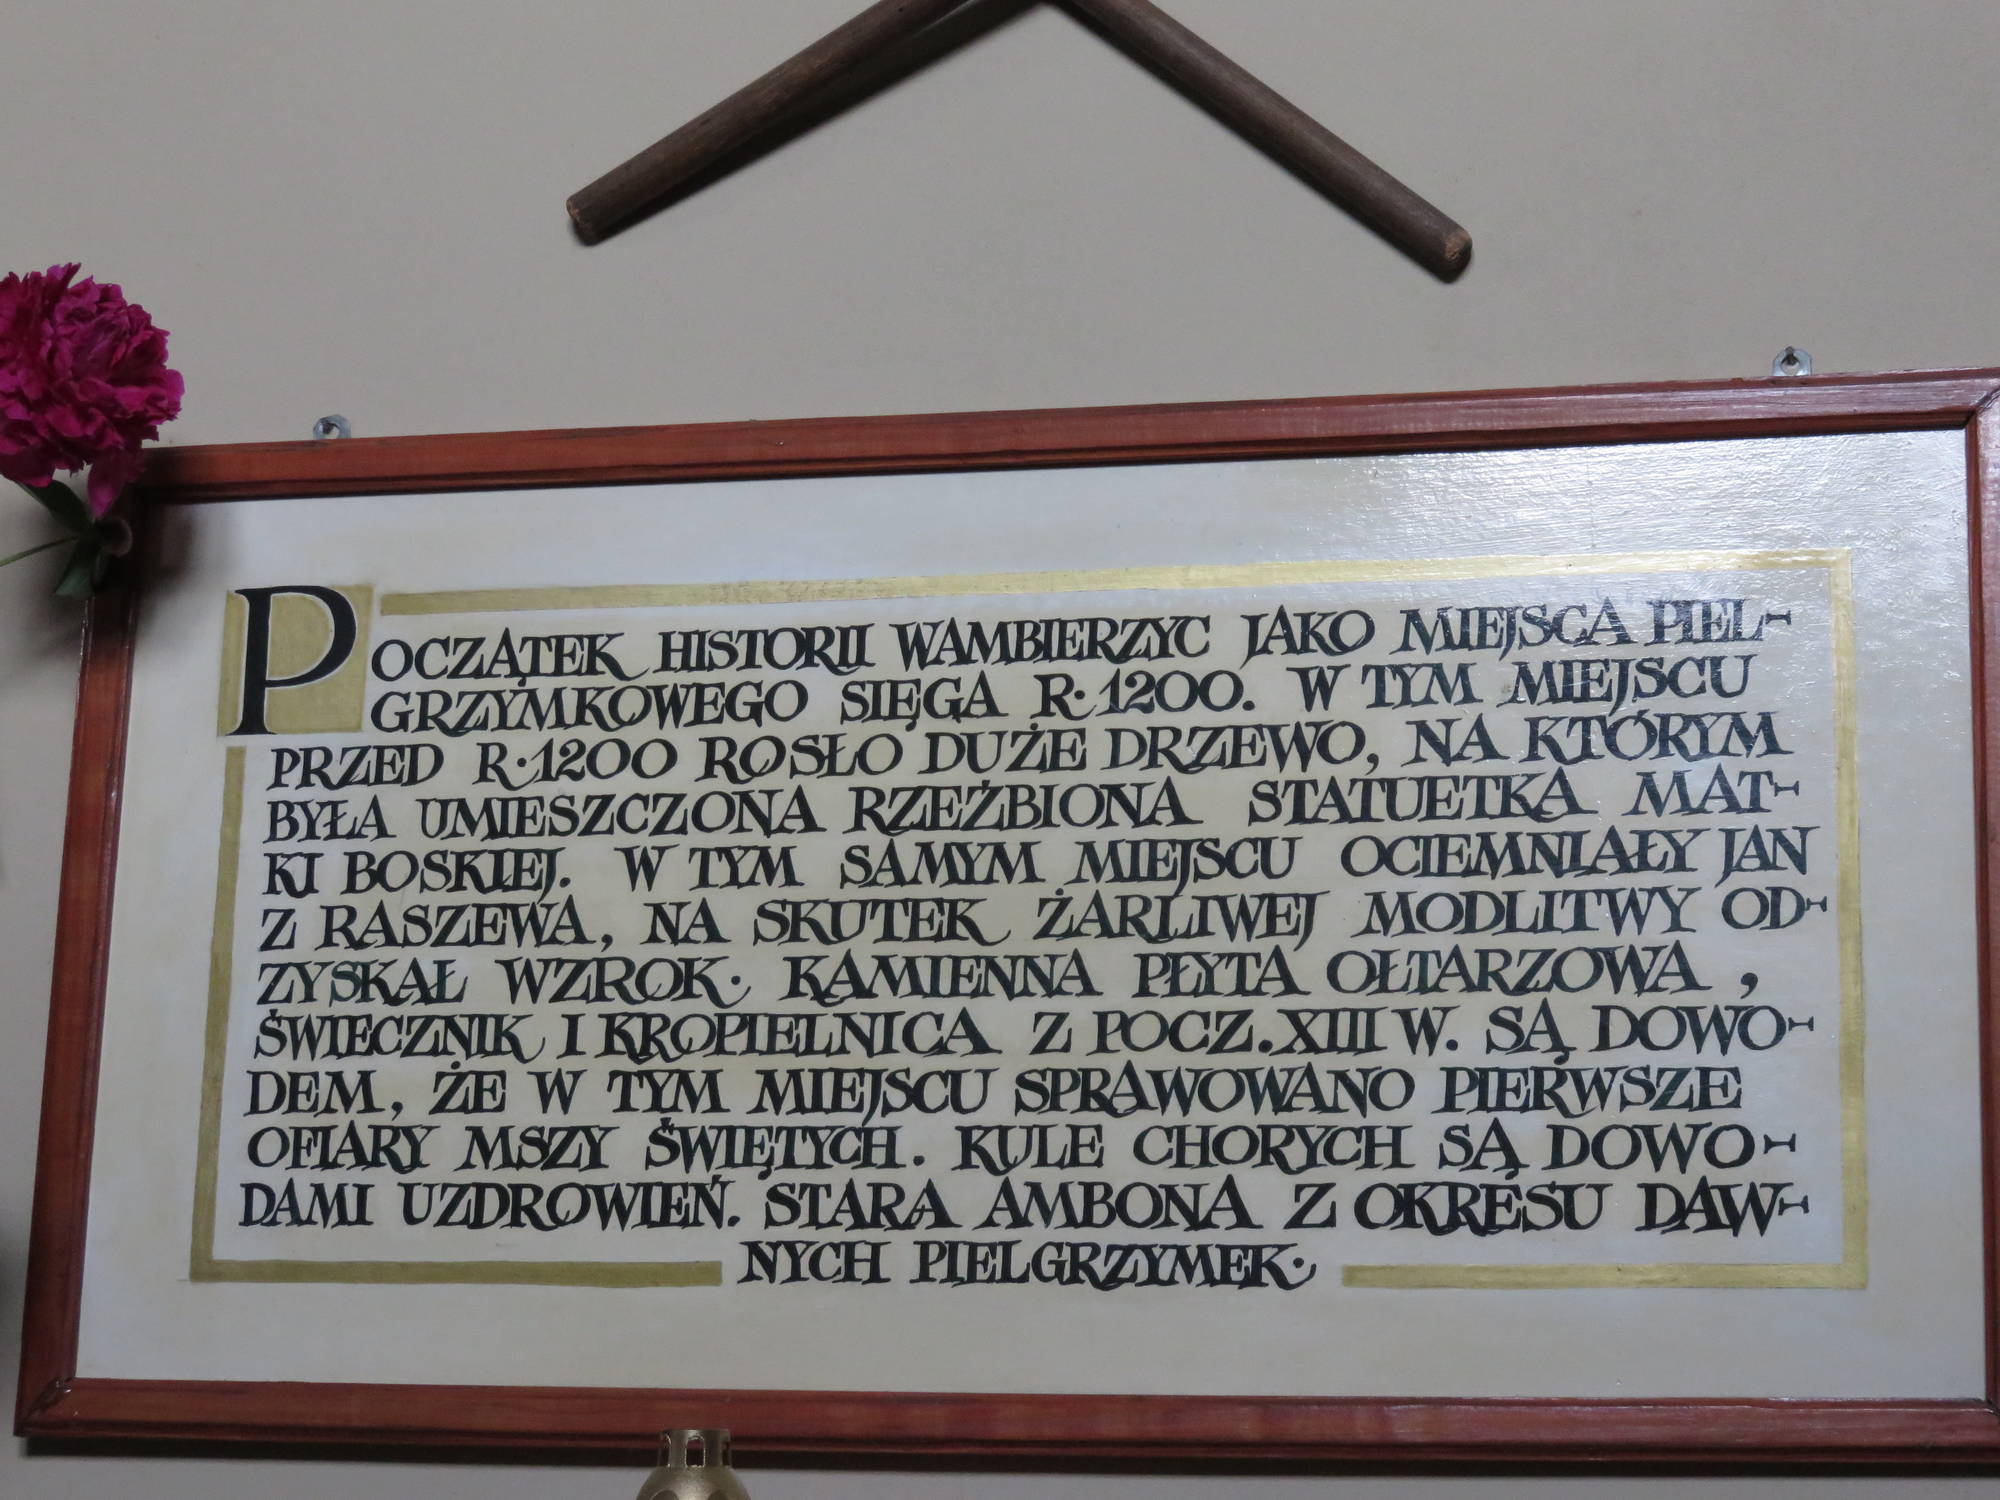 POCZĄTEK HISTORII WAMBIERZYC JAKO MIEJSCA PIEL-
GRZYMKOWEGO SIĘGA R·1200. W TYM MIEJSCU
PRZED R·1200 ROSŁO DUŻE DRZEWO, NA KTÓRYM
BYŁA UMIESZCZONA RZEŹBIONA STATUETKA MAT-
KI BOSKIEJ. W TYM SAMYM MIEJSCU OCIEMNIAŁY JAN
Z RASZEWA, NA SKUTEK ŻARLIWEJ MODLITWY OD-
ZYSKAŁ WZROK. KAMIENNA PŁYTA OŁTARZOWA,
ŚWIECZNIK I KROPIELNICA Z POCZ. XIII W. SĄ DOWO-
DEM, ŻE W TYM MIEJSCU SPRAWOWANO PIERWSZE
OFIARY MSZY ŚWIĘTYCH. KULE CHORYCH SĄ DOWO-
DAMI UZDROWIEŃ. STARA AMBONA Z OKRESU DAW-
NYCH PIELGRZYMEK.